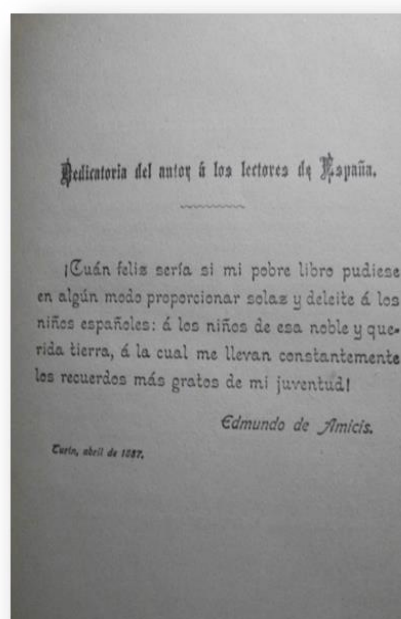 Dedicatoria del autor á los lectores de España.
¡Cuán feliz sería si mi pobre libro pudiese
en algún modo proporcionar solaz y deleite á los
niños españoles: á los niños de esa noble y que-
rida tierra, á la cual me llevan constantemente
los recuerdos más gratos de mi juventud!
Edmundo de Amicis.
Turín, abril de 1887.